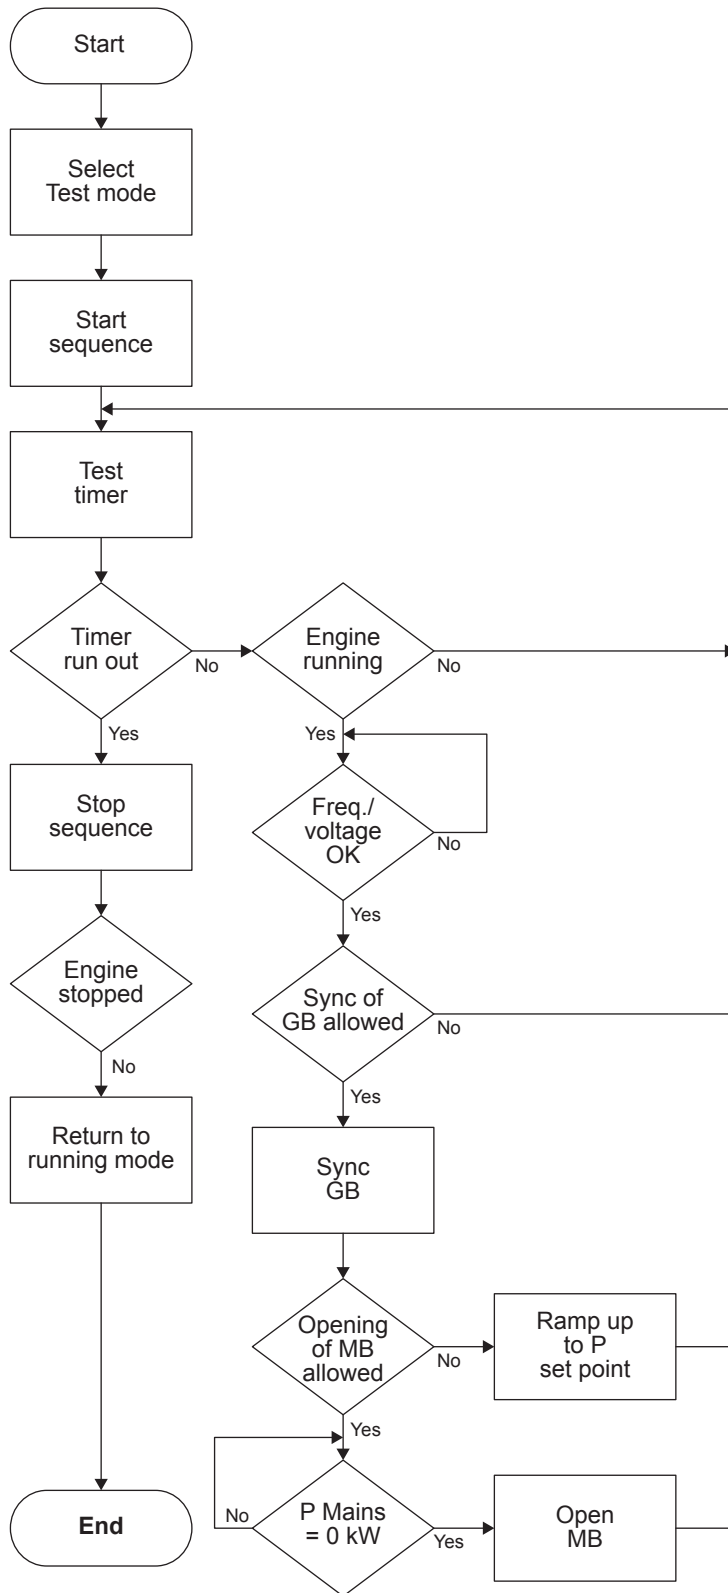 Start
Select
Test mode
Start
sequence
Test
timer
Timer
run out
No
Engine
running
No
Yes
Yes
Stop
sequence
Freq./
voltage
OK
No
Yes
Engine
stopped
Sync of
GB allowed
No
No
Yes
Return to
running mode
Sync
GB
Opening
of MB
allowed
No
Ramp up
to P
set point
Yes
End
No
P Mains
= 0 kW
Yes
Open
MB